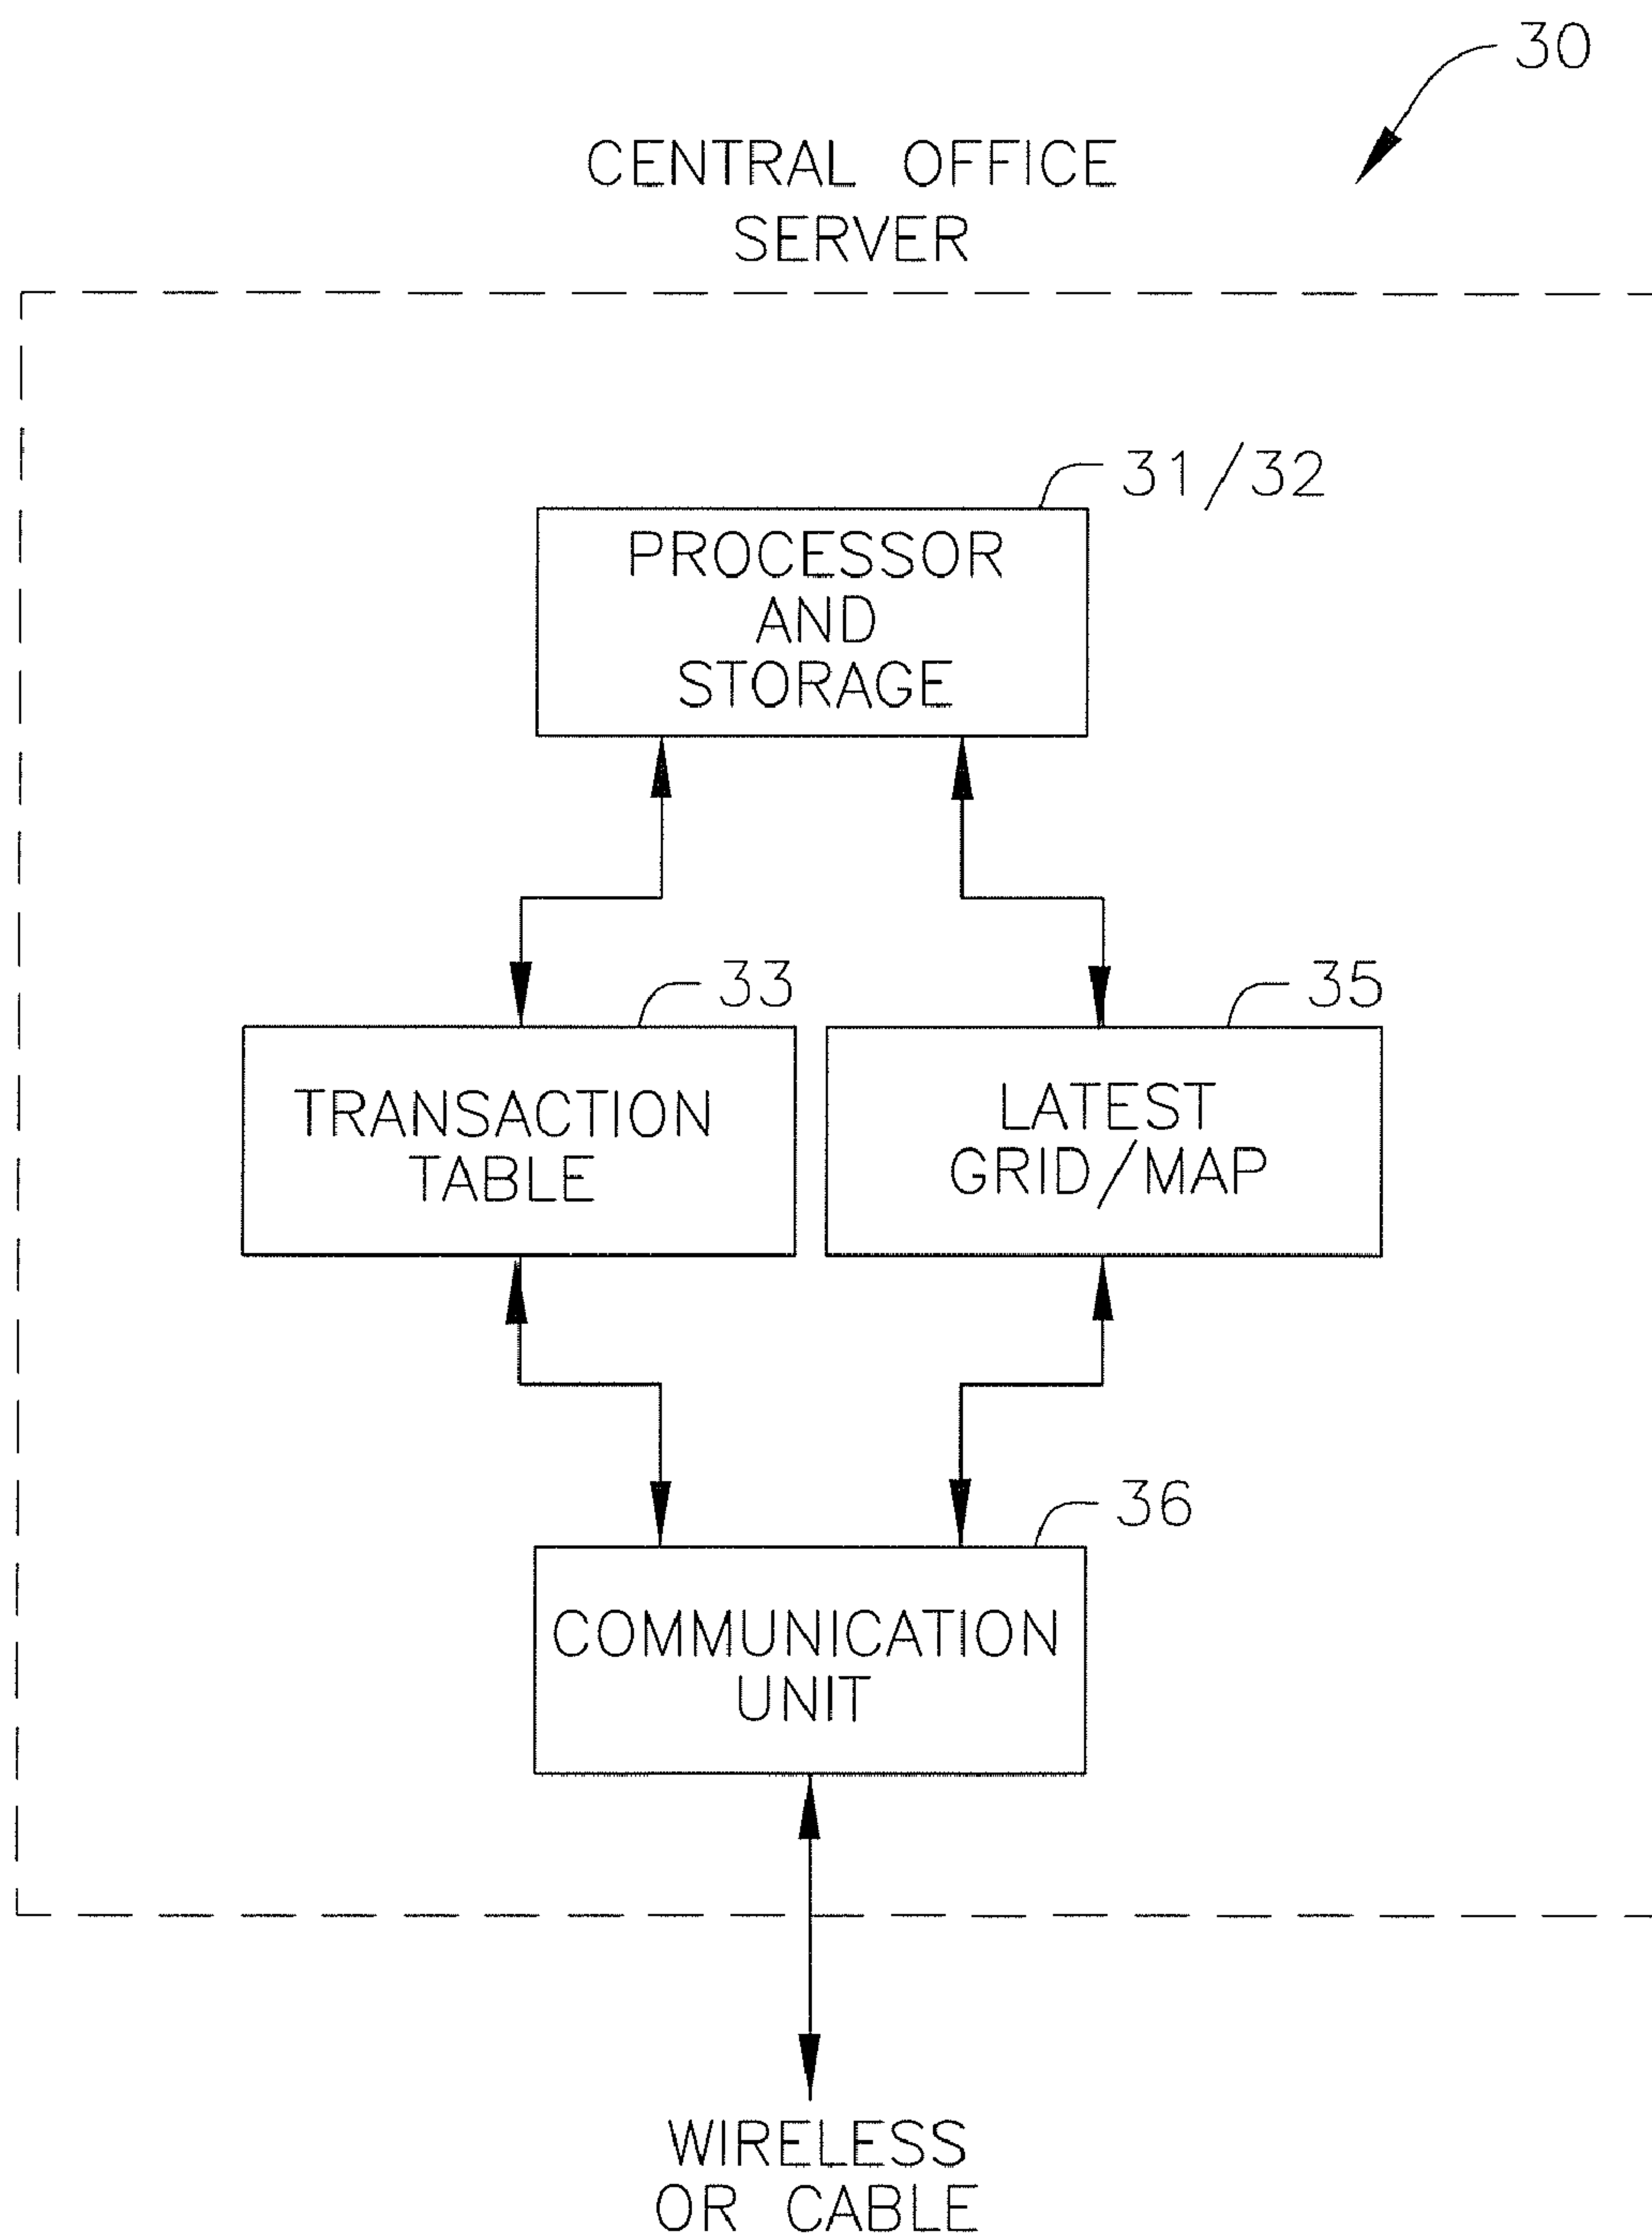 30
CENTRAL OFFICE
SERVER
31/32
PROCESSOR
AND
STORAGE
33
35
TRANSACTION
TABLE
LATEST
GRID/MAP
36
COMMUNICATION
UNIT
WIRELESS
OR CABLE